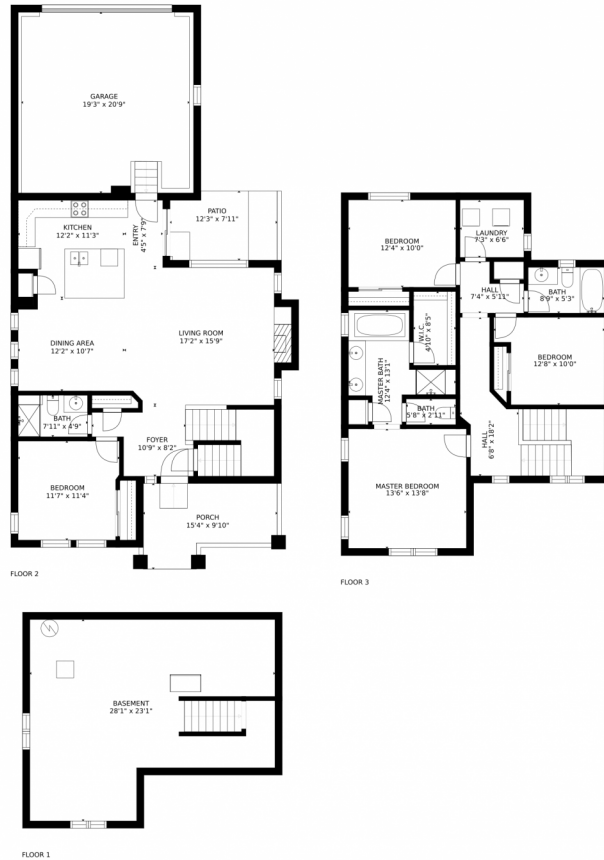 GARAGE
19'3" x 20'9"
KITCHEN
12'2" x 11'3"
ENTRY
4'5" x 7'9"
PATIO
12'3" x 7'11"
DINING AREA
12'2" x 10'7"
LIVING ROOM
17'2" x 15'9"
BATH
7'11" x 4'9"
FOYER
10'9" x 8'2"
BEDROOM
11'7" x 11'4"
PORCH
15'4" x 9'10"
FLOOR 2
BEDROOM
12'4" x 10'0"
LAUNDRY
7'3" x 6'6"
HALL
7'4" x 5'11"
BATH
8'9" x 5'3"
W.I.C.
4'10" x 8'5"
MASTER BATH
12'4" x 13'1"
BEDROOM
12'8" x 10'0"
BATH
5'8" x 2'11"
HALL
6'8" x 18'2"
MASTER BEDROOM
13'6" x 13'8"
FLOOR 3
BASEMENT
28'1" x 23'1"
FLOOR 1